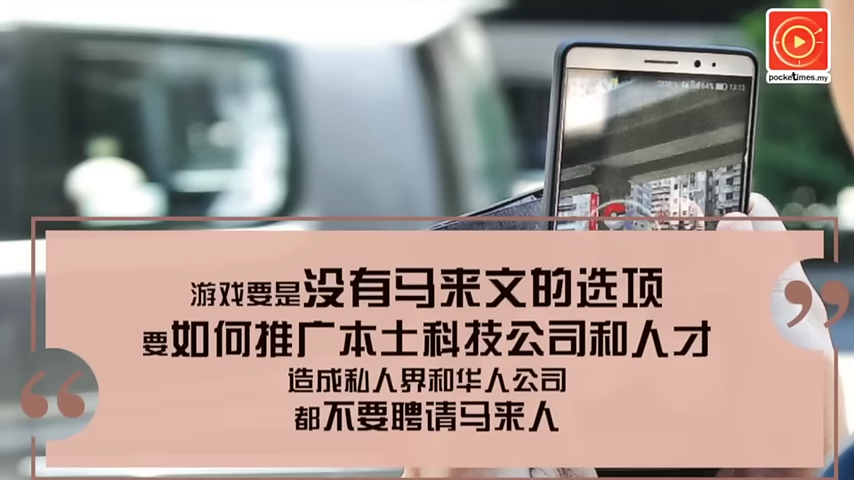 pocketimes.my
游戏要是没有马来文的选项
要如何推广本土科技公司和人才
造成私人界和华人公司
都不要聘请马来人